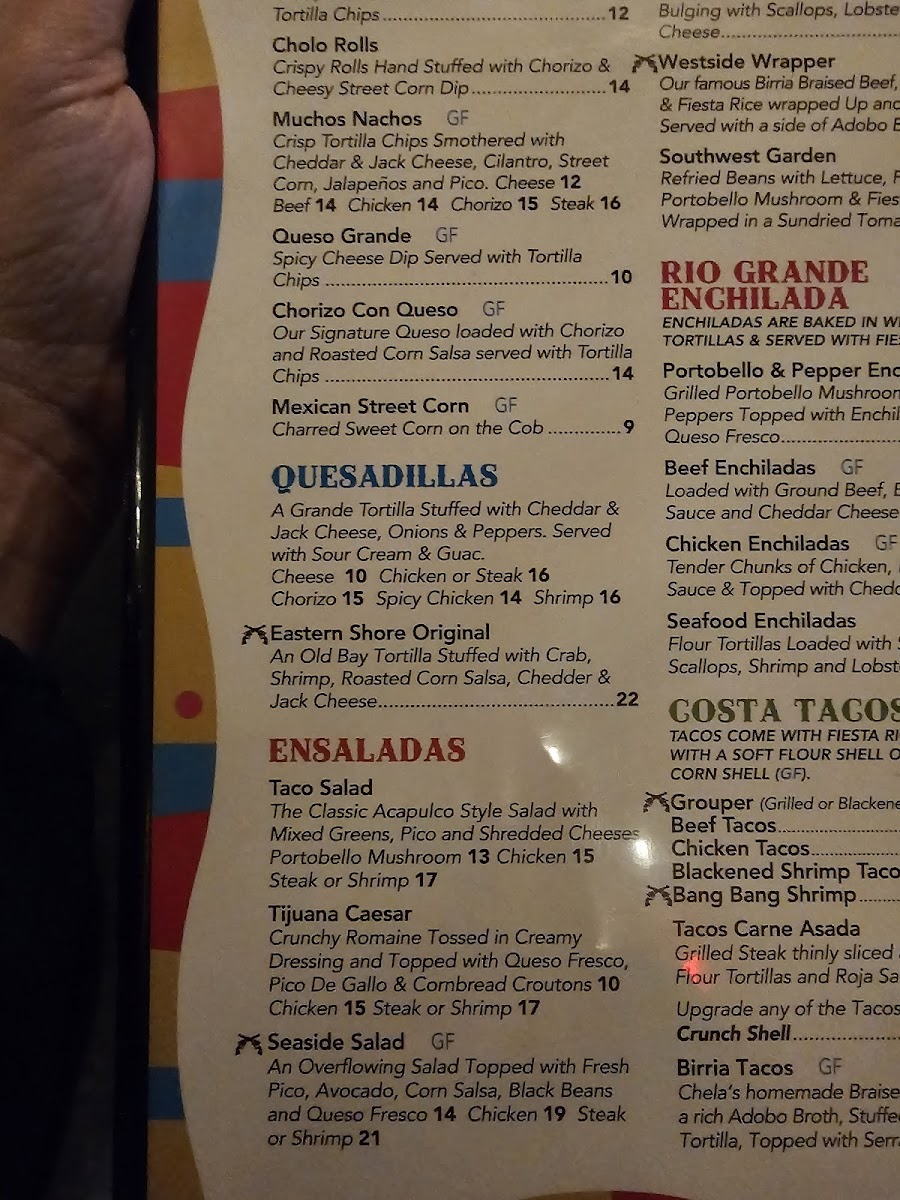 Tortilla Chips............................................12
Cholo Rolls
Crispy Rolls Hand Stuffed with Chorizo &
Cheesy Street Corn Dip..........................14
Muchos Nachos GF
Crisp Tortilla Chips Smothered with
Cheddar & Jack Cheese, Cilantro, Street
Corn, Jalapeños and Pico. Cheese 12
Beef 14 Chicken 14 Chorizo 15 Steak 16
Queso Grande GF
Spicy Cheese Dip Served with Tortilla
Chips .......................................................10
Chorizo Con Queso GF
Our Signature Queso loaded with Chorizo
and Roasted Corn Salsa served with Tortilla
Chips .......................................................14
Mexican Street Corn GF
Charred Sweet Corn on the Cob ..............9
QUESADILLAS
A Grande Tortilla Stuffed with Cheddar &
Jack Cheese, Onions & Peppers. Served
with Sour Cream & Guac.
Cheese 10 Chicken or Steak 16
Chorizo 15 Spicy Chicken 14 Shrimp 16
Eastern Shore Original
An Old Bay Tortilla Stuffed with Crab,
Shrimp, Roasted Corn Salsa, Chedder &
Jack Cheese..............................................22
ENSALADAS
Taco Salad
The Classic Acapulco Style Salad with
Mixed Greens, Pico and Shredded Cheeses
Portobello Mushroom 13 Chicken 15
Steak or Shrimp 17
Tijuana Caesar
Crunchy Romaine Tossed in Creamy
Dressing and Topped with Queso Fresco,
Pico De Gallo & Cornbread Croutons 10
Chicken 15 Steak or Shrimp 17
Seaside Salad GF
An Overflowing Salad Topped with Fresh
Pico, Avocado, Corn Salsa, Black Beans
and Queso Fresco 14 Chicken 19 Steak
or Shrimp 21
Bulging with Scallops, Lobste
Cheese...............................
Westside Wrapper
Our famous Birria Braised Beef,
& Fiesta Rice wrapped Up and
Served with a side of Adobo B
Southwest Garden
Refried Beans with Lettuce, F
Portobello Mushroom & Fies
Wrapped in a Sundried Toma
RIO GRANDE
ENCHILADA
ENCHILADAS ARE BAKED IN WI
TORTILLAS & SERVED WITH FIES
Portobello & Pepper Enc
Grilled Portobello Mushroom
Peppers Topped with Enchil
Queso Fresco.....................
Beef Enchiladas GF
Loaded with Ground Beef, E
Sauce and Cheddar Cheese
Chicken Enchiladas GF
Tender Chunks of Chicken,
Sauce & Topped with Chedd
Seafood Enchiladas
Flour Tortillas Loaded with S
Scallops, Shrimp and Lobst
COSTA TACOS
TACOS COME WITH FIESTA RI
WITH A SOFT FLOUR SHELL O
CORN SHELL (GF).
Grouper (Grilled or Blackene
Beef Tacos.....................
Chicken Tacos...............
Blackened Shrimp Taco
Bang Bang Shrimp.......
Tacos Carne Asada
Grilled Steak thinly sliced
Flour Tortillas and Roja Sa
Upgrade any of the Tacos
Crunch Shell..................
Birria Tacos GF
Chela's homemade Braise
a rich Adobo Broth, Stuffe
Tortilla, Topped with Serra